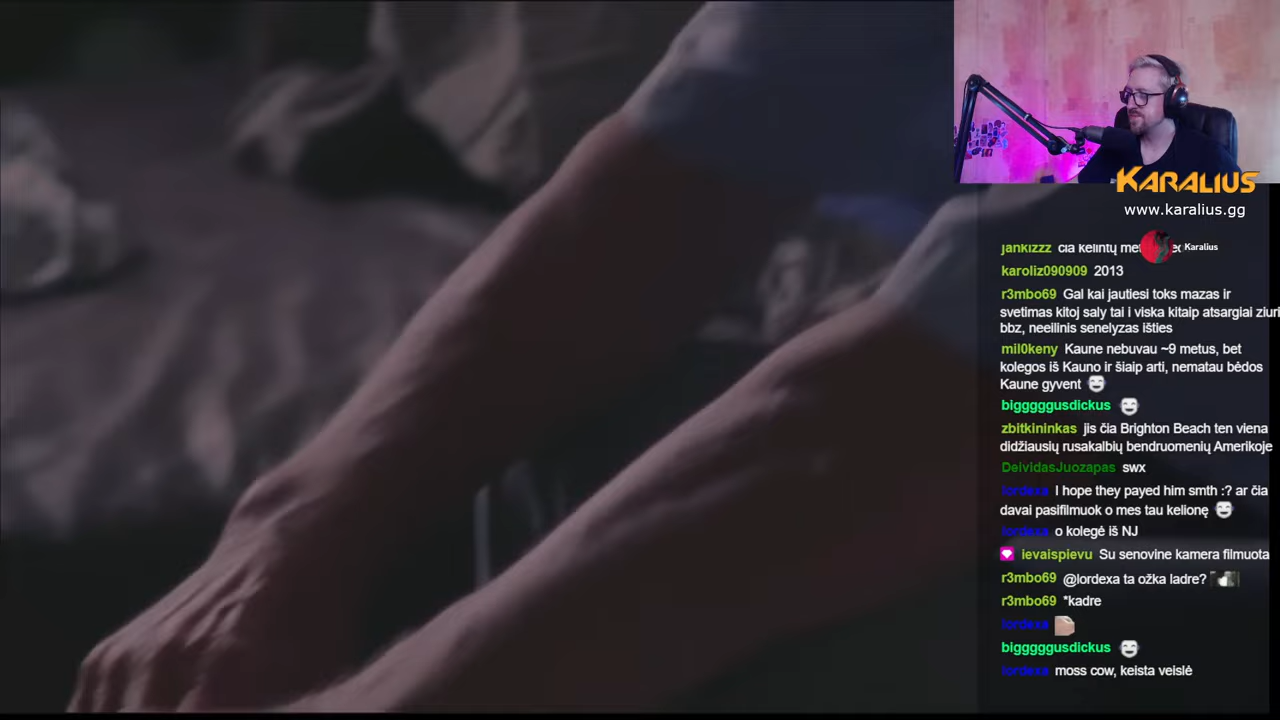 KARALIUS
www.karalius.gg
jankizzz čia kelintų
Karalius
karoliz090909 2013
r3mbo69 Gal kai jautiesi toks mazas ir
svetimas kitoj saly tai i viska kitaip atsargiai ziuri
bbz, neeilinis senelyzas išties
mil0keny Kaune nebuvau ~9 metus, bet
kolegos iš Kauno ir šiaip arti, nematau bėdos
Kaune gyvent
bigggggusdickus
zbitkininkas jis čia Brighton Beach ten viena
didžiausių rusakalbių bendruomenių Amerikoje
DeividasJuozapas swx
lordexa I hope they payed him smth :? ar čia
davai pasifilmuok o mes tau kelionę
lordexa o kolegė iš NJ
ievaispievu Su senovine kamera filmuota
r3mbo69 @lordexa ta ožka ladre?
r3mbo69 *kadre
lordexa
bigggggusdickus
lordexa moss cow, keista veislė